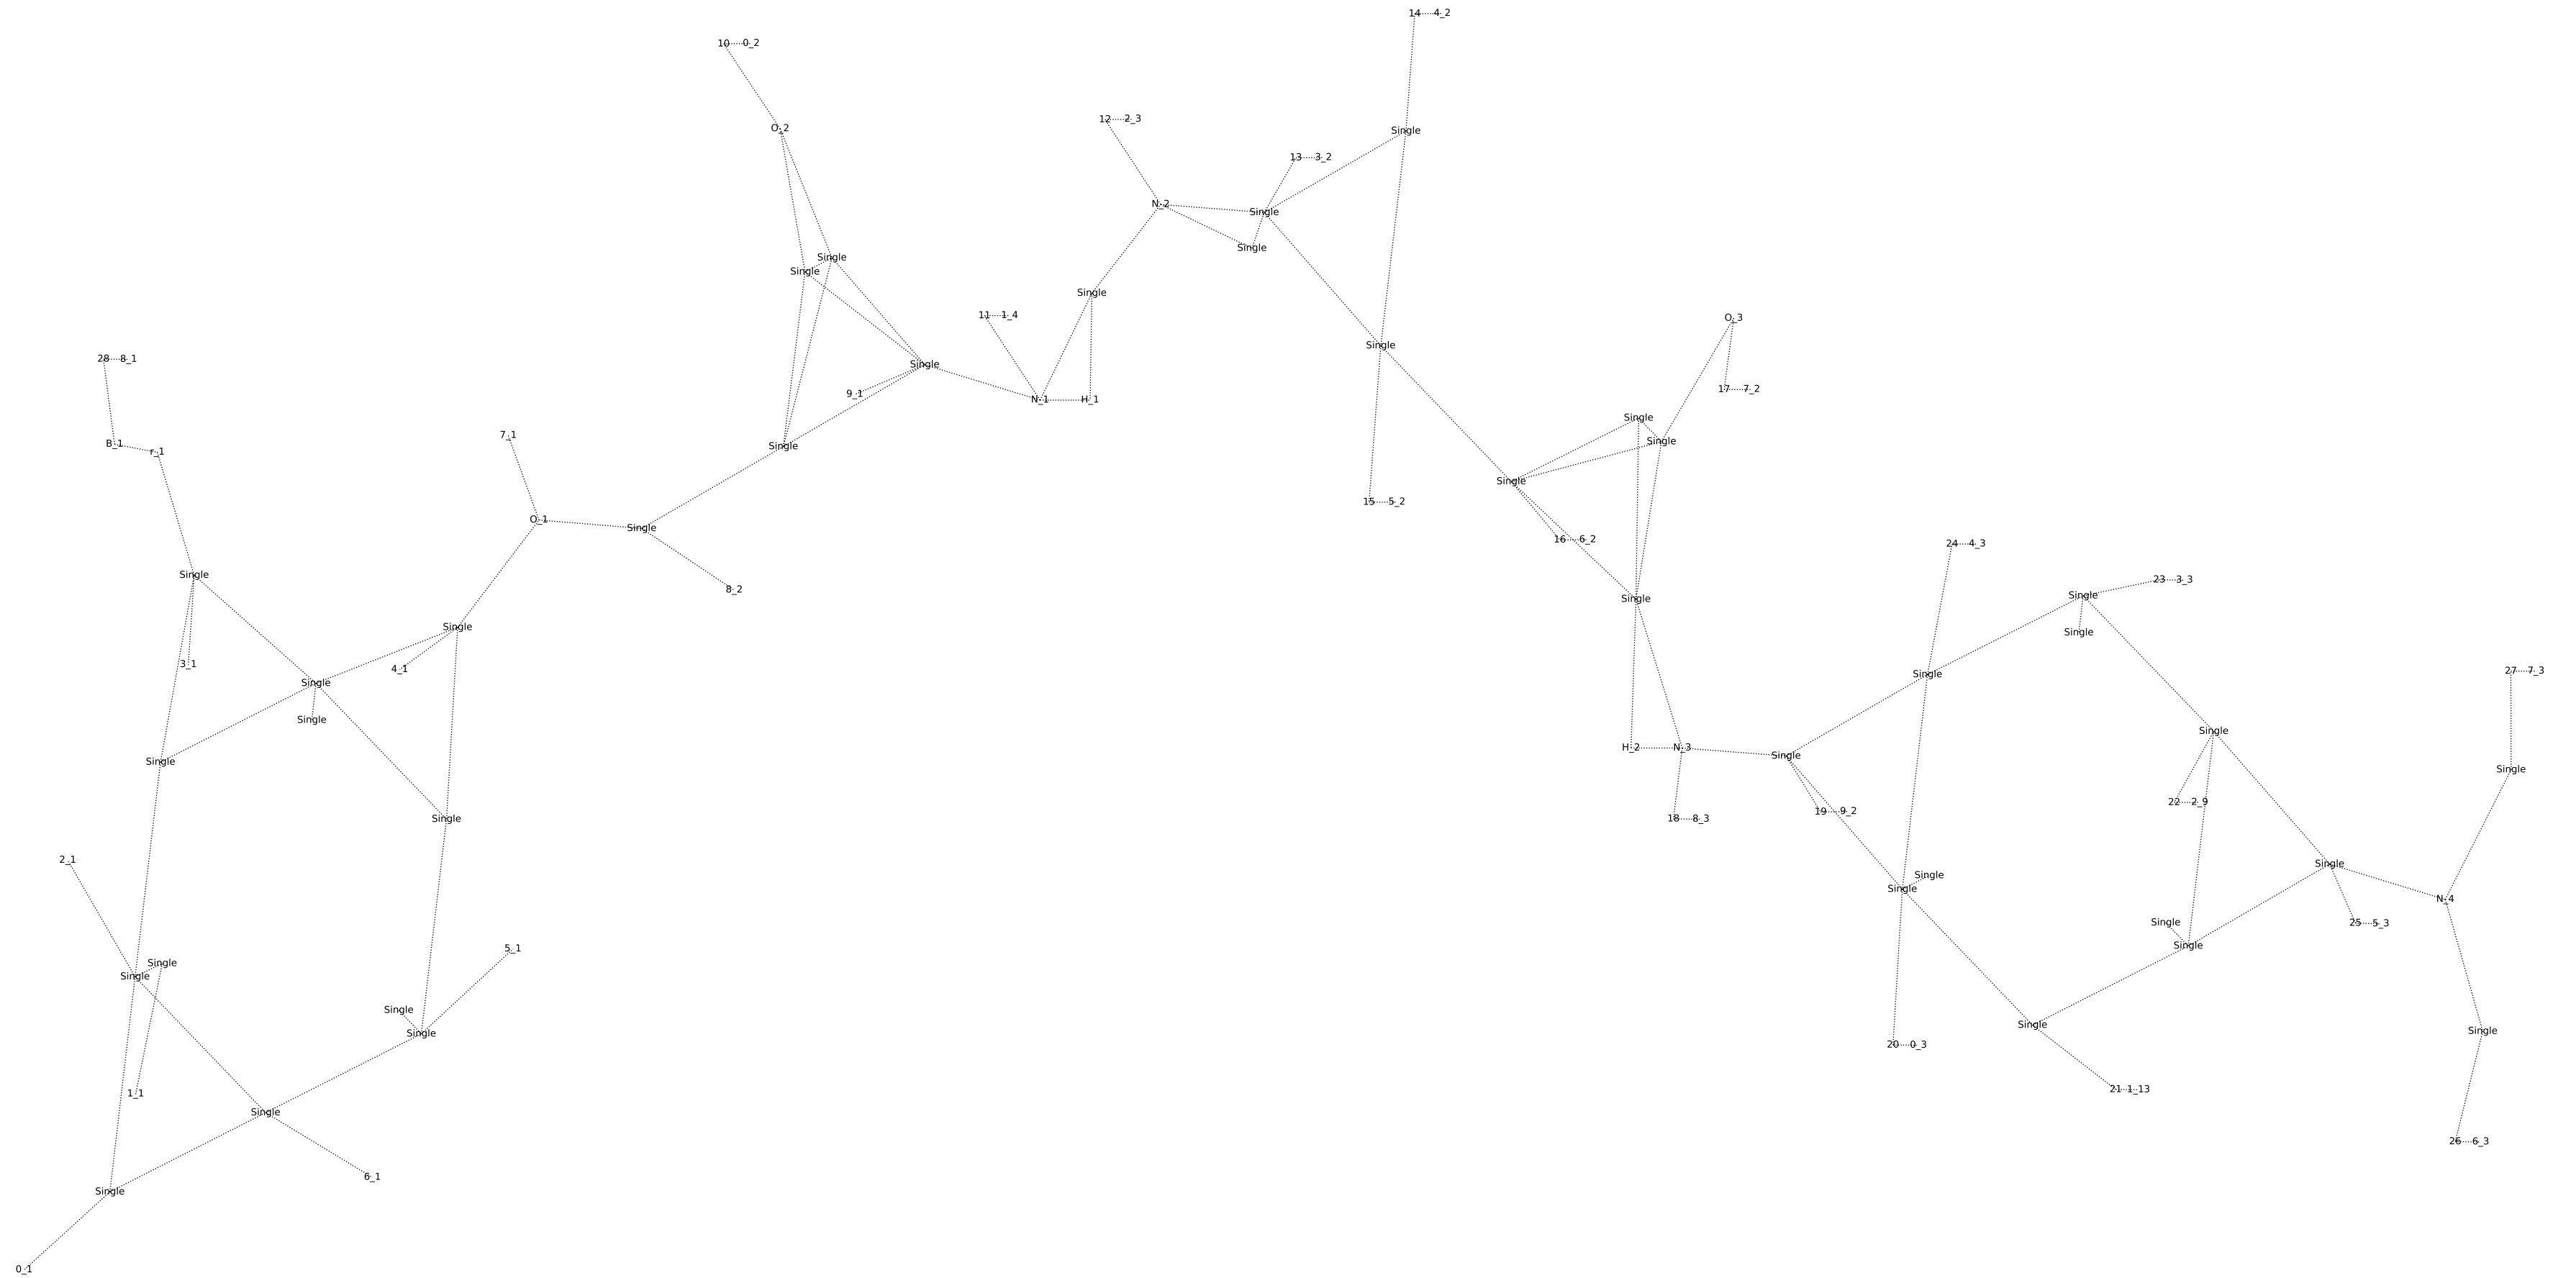 14 4_2
10 0_2
12 2_3
O_2
Single
13 3_2
N_2
Single
Single
Single
Single
Single
11 1_4
O_3
Single
28 8_1
Single
17 7_2
9_1
N_1 H_1
Single
7_1
Single
B_1
Single
r_1
Single
15 5_2
O_1
Single
16 6_2
24 4_3
Single
23 3_3
8_2
Single
Single
Single
Single
3_1
4_1
27 7_3
Single
Single
Single
Single
H_2 N_3
Single
Single
Single
22 2_9
19 9_2
18 8_3
Single
2_1
Single
Single
Single
N_4
Single
25 5_3
Single
5_1
Single
Single
Single
Single
Single
Single
20 0_3
21 1_13
1_1
Single
26 6_3
6_1
Single
0_1